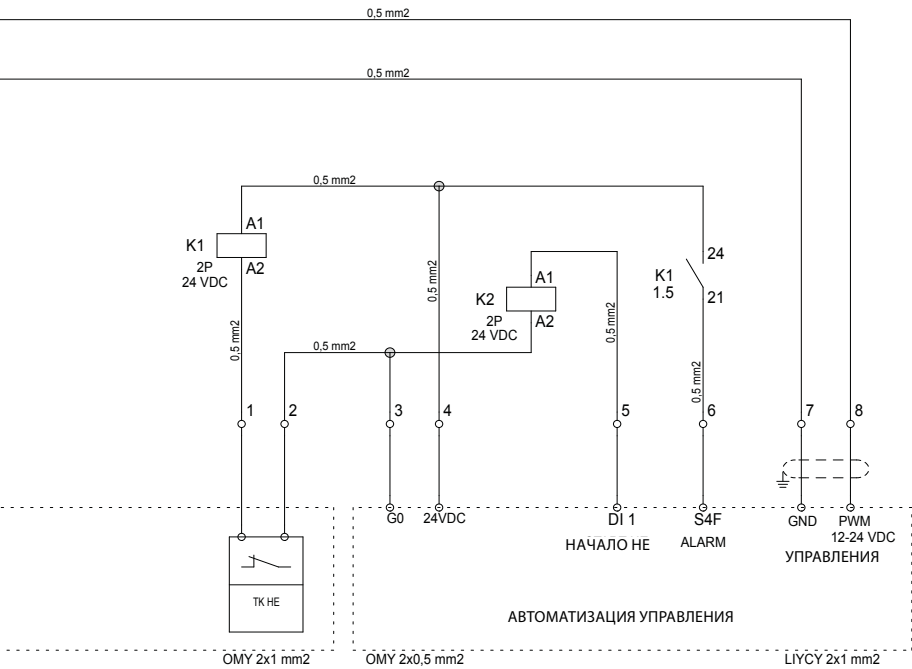 0,5 mm2
0,5 mm2
0,5 mm2
A1
K1
A2
2P
24 VDC
0,5 mm2
0,5 mm2
A1
K2
A2
2P
24 VDC
0,5 mm2
24
K1
1.5
21
0,5 mm2
0,5 mm2
1
2
3
4
5
6
7
8
G0
24VDC
DI 1
S4F
GND
PWM
НАЧАЛО НЕ
ALARM
12-24 VDC
УПРАВЛЕНИЯ
TK HE
АВТОМАТИЗАЦИЯ УПРАВЛЕНИЯ
OMY 2x1 mm2
OMY 2x0,5 mm2
LIYCY 2x1 mm2